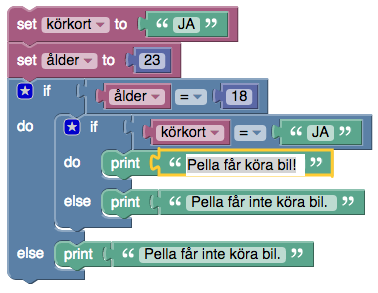 set körkort to “ JA ”
set ålder to 23
if ålder = 18
do if körkort = “ JA ”
do print “ Pella får köra bil! ”
else print “ Pella får inte köra bil. ”
else print “ Pella får inte köra bil. ”